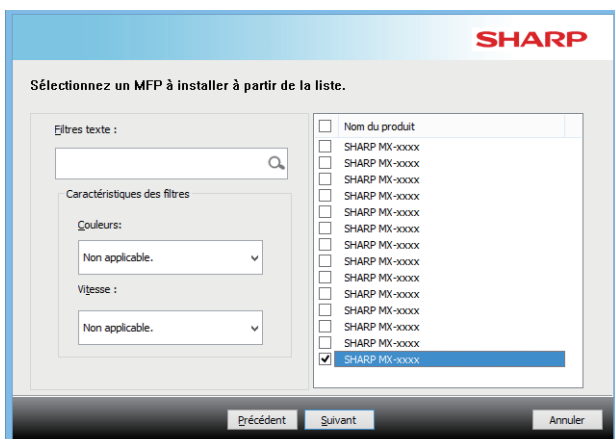 SHARP
Sélectionnez un MFP à installer à partir de la liste.
Filtres texte :
Caractéristiques des filtres
Couleurs:
Non applicable.
Vitesse :
Non applicable.
Nom du produit
SHARP MX-xxxx
SHARP MX-xxxx
SHARP MX-xxxx
SHARP MX-xxxx
SHARP MX-xxxx
SHARP MX-xxxx
SHARP MX-xxxx
SHARP MX-xxxx
SHARP MX-xxxx
SHARP MX-xxxx
SHARP MX-xxxx
SHARP MX-xxxx
SHARP MX-xxxx
SHARP MX-xxxx
Précédent
Suivant
Annuler